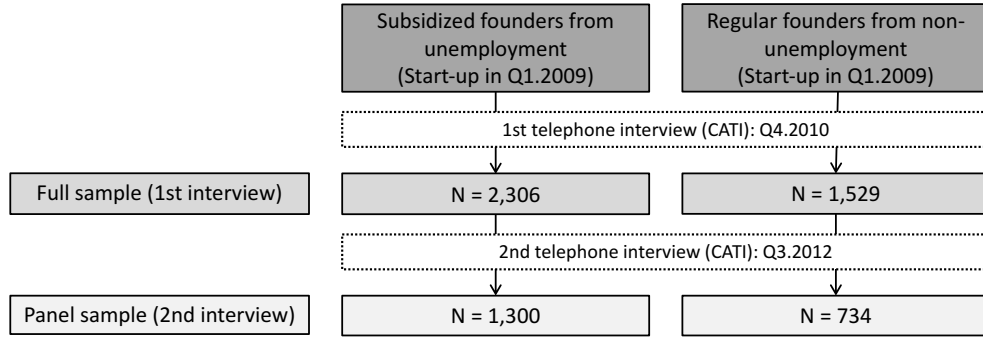 Subsidized founders from
unemployment
(Start-up in Q1.2009)
Regular founders from non-
unemployment
(Start-up in Q1.2009)
1st telephone interview (CATI): Q4.2010
Full sample (1st interview)
N = 2,306
N = 1,529
2nd telephone interview (CATI): Q3.2012
Panel sample (2nd interview)
N = 1,300
N = 734